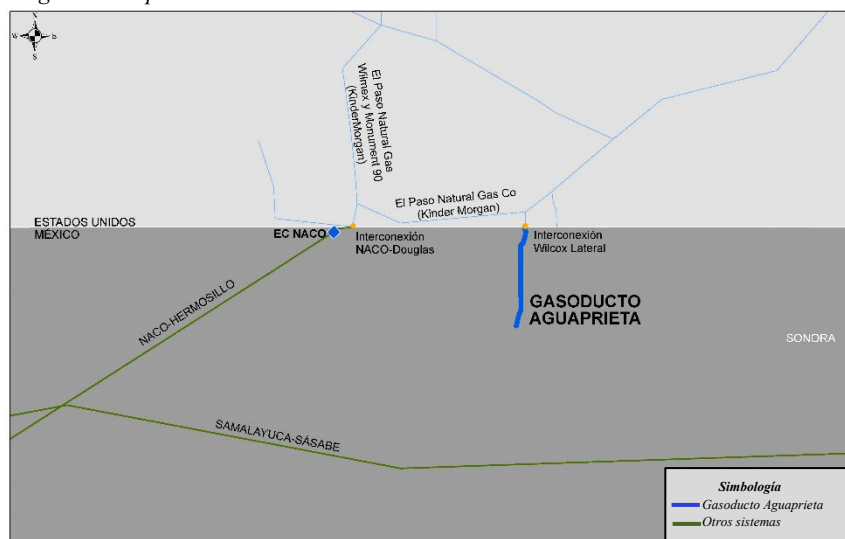 N
W
E
S
El Paso Natural Gas
Wilmex y Monument 90
(KinderMorgan)
El Paso Natural Gas Co
(Kinder Morgan)
ESTADOS UNIDOS
MÉXICO
EC NACO
Interconexión
NACO-Douglas
Interconexión
Wilcox Lateral
GASODUCTO
AGUAPRIETA
NACO-HERMOSILLO
SONORA
SAMALAYUCA-SÁSABE
Simbología
Gasoducto Aguaprieta
Otros sistemas